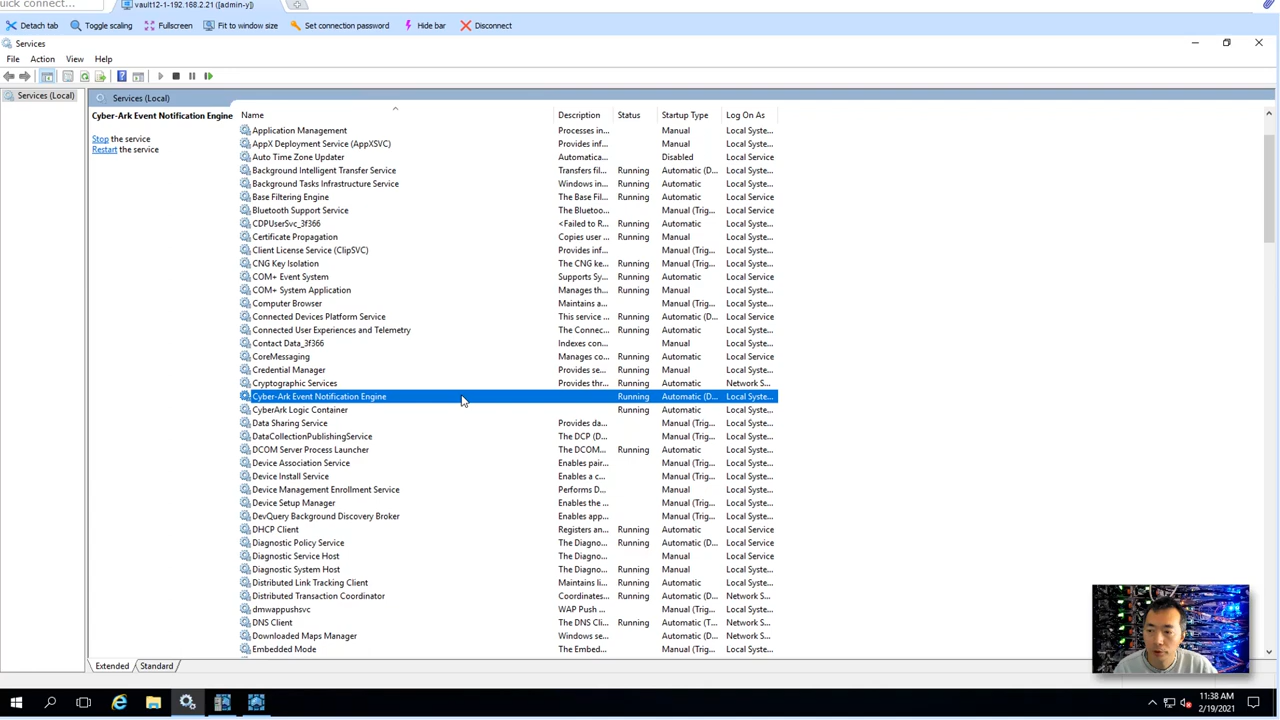 uick connect...
vault12-1-192.168.2.21 ([admin-y])
Detach tab Toggle scaling Fullscreen Fit to window size Set connection password Hide bar Disconnect
Services
File Action View Help
Services (Local) Services (Local)
Cyber-Ark Event Notification Engine
Stop the service
Restart the service
Name Description Status Startup Type Log On As
Application Management Processes in... Manual Local Syste...
AppX Deployment Service (AppXSVC) Provides inf... Manual Local Syste...
Auto Time Zone Updater Automatica... Disabled Local Service
Background Intelligent Transfer Service Transfers fil... Running Automatic (D... Local Syste...
Background Tasks Infrastructure Service Windows in... Running Automatic Local Syste...
Base Filtering Engine The Base Fil... Running Automatic Local Service
Bluetooth Support Service The Bluetoo... Manual (Trig... Local Service
CDPUserSvc_3f366 <Failed to R... Running Automatic Local Syste...
Certificate Propagation Copies user ... Running Manual Local Syste...
Client License Service (ClipSVC) Provides inf... Manual (Trig... Local Syste...
CNG Key Isolation The CNG ke... Running Manual (Trig... Local Syste...
COM+ Event System Supports Sy... Running Automatic Local Service
COM+ System Application Manages th... Running Manual Local Syste...
Computer Browser Maintains a... Manual (Trig... Local Syste...
Connected Devices Platform Service This service ... Running Automatic (D... Local Service
Connected User Experiences and Telemetry The Connec... Running Automatic Local Syste...
Contact Data_3f366 Indexes con... Manual Local Syste...
CoreMessaging Manages co... Running Automatic Local Service
Credential Manager Provides se... Running Manual Local Syste...
Cryptographic Services Provides thr... Running Automatic Network S...
Cyber-Ark Event Notification Engine Running Automatic (D... Local Syste...
CyberArk Logic Container Running Automatic Local Syste...
Data Sharing Service Provides da... Manual (Trig... Local Syste...
DataCollectionPublishingService The DCP (D... Manual (Trig... Local Syste...
DCOM Server Process Launcher The DCOM... Running Automatic Local Syste...
Device Association Service Enables pair... Manual (Trig... Local Syste...
Device Install Service Enables a c... Manual (Trig... Local Syste...
Device Management Enrollment Service Performs D... Manual Local Syste...
Device Setup Manager Enables the ... Manual (Trig... Local Syste...
DevQuery Background Discovery Broker Enables app... Manual (Trig... Local Syste...
DHCP Client Registers an... Running Automatic Local Service
Diagnostic Policy Service The Diagno... Running Automatic (D... Local Service
Diagnostic Service Host The Diagno... Manual Local Service
Diagnostic System Host The Diagno... Running Manual Local Syste...
Distributed Link Tracking Client Maintains li... Running Automatic Local Syste...
Distributed Transaction Coordinator Coordinates... Running Automatic (D... Network S...
dmwappushsvc WAP Push ... Manual (Trig... Local Syste...
DNS Client The DNS Cli... Running Automatic (T... Network S...
Downloaded Maps Manager Windows se... Automatic (D... Network S...
Embedded Mode The Embed... Manual (Trig... Local Syste...
Extended Standard
11:38 AM
2/19/2021